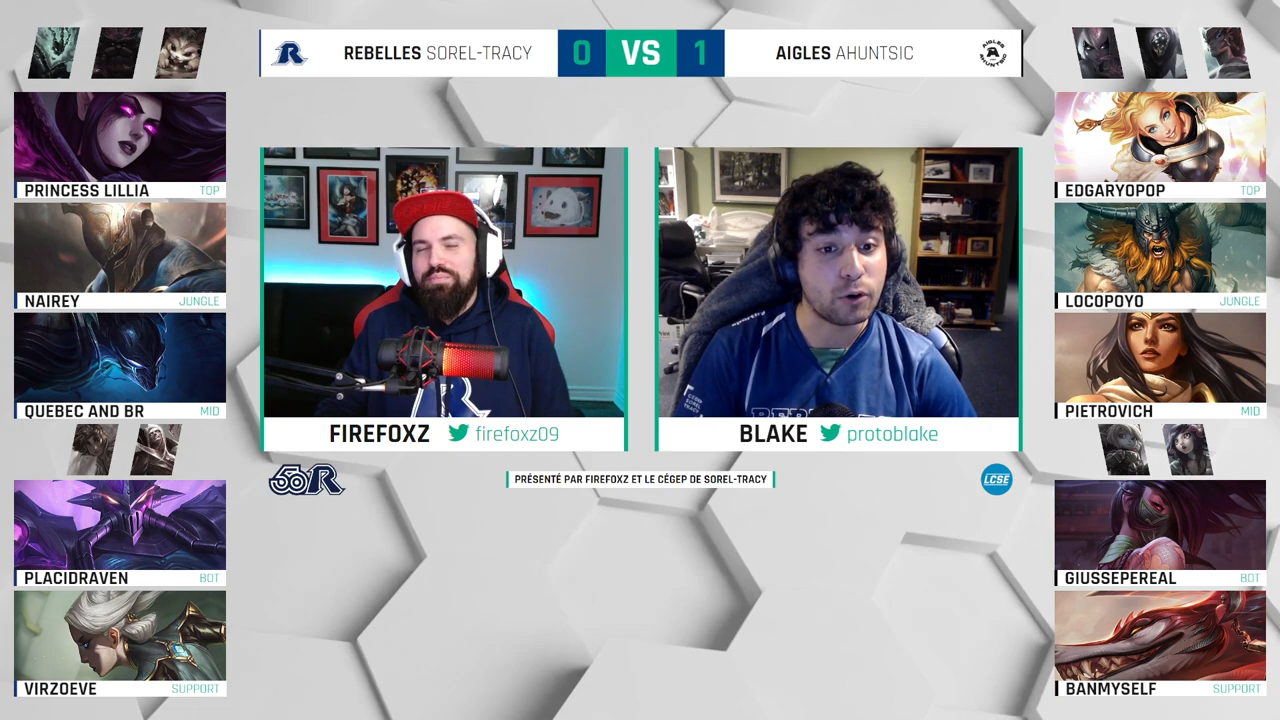 REBELLES SOREL-TRACY 0 VS 1 AIGLES AHUNTSIC
PRINCESS LILLIA TOP
NAIREY JUNGLE
QUEBEC AND BR MID
PLACIDRAVEN BOT
VIRZOEVE SUPPORT
FIREFOXZ firefoxz09
BLAKE protoblake
50 R
PRÉSENTÉ PAR FIREFOXZ ET LE CÉGEP DE SOREL-TRACY
LCSE
EDGARYOPOP TOP
LOCOPOYO JUNGLE
PIETROVICH MID
GIUSSEPEREAL BOT
BANMYSELF SUPPORT